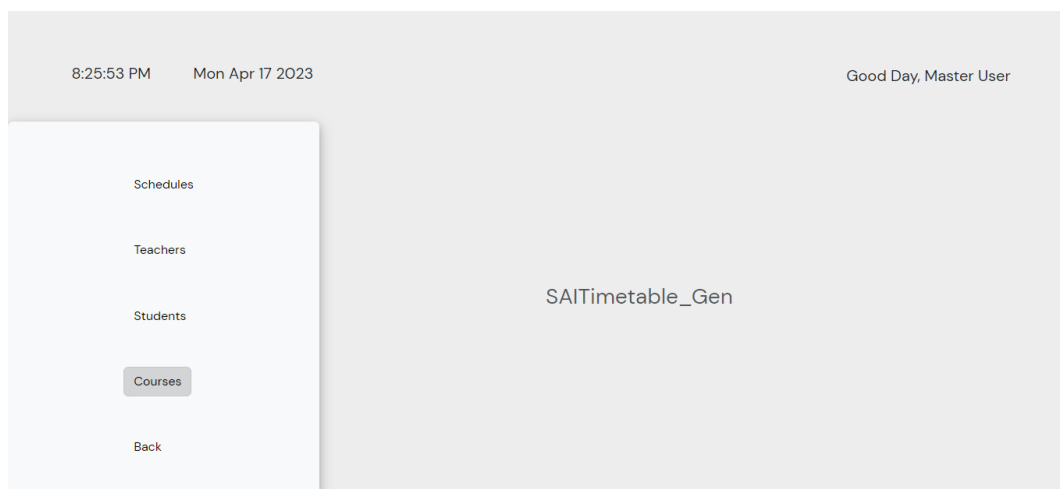 8:25:53 PM Mon Apr 17 2023
Good Day, Master User
Schedules
Teachers
Students
Courses
Back
SAITimetable_Gen